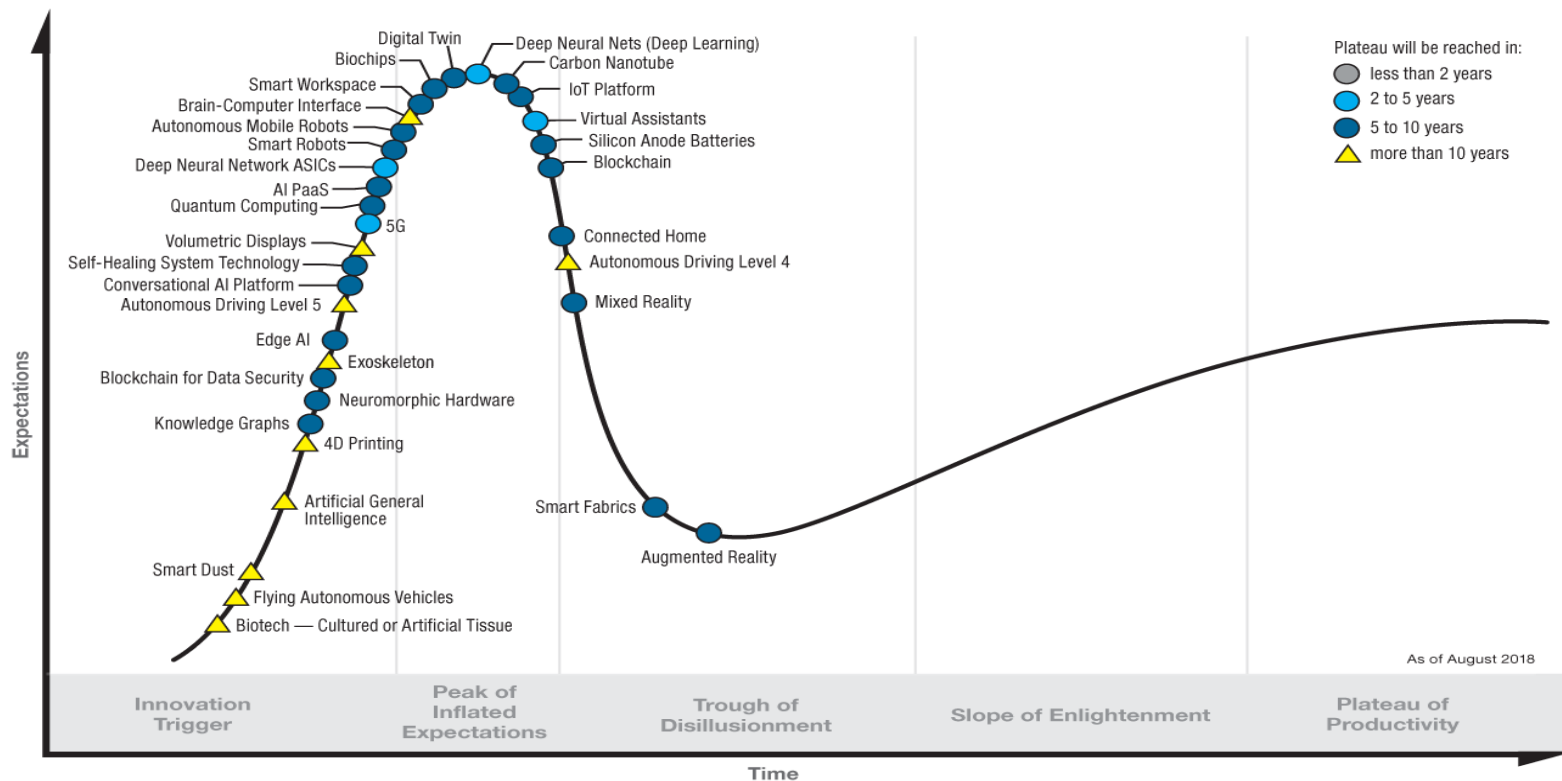 Digital Twin
Deep Neural Nets (Deep Learning)
Biochips
Carbon Nanotube
Smart Workspace
IoT Platform
Brain-Computer Interface
Autonomous Mobile Robots
Virtual Assistants
Smart Robots
Silicon Anode Batteries
Deep Neural Network ASICs
Blockchain
AI PaaS
Quantum Computing
5G
Volumetric Displays
Connected Home
Self-Healing System Technology
Autonomous Driving Level 4
Conversational AI Platform
Autonomous Driving Level 5
Mixed Reality
Edge AI
Exoskeleton
Blockchain for Data Security
Neuromorphic Hardware
Knowledge Graphs
4D Printing
Artificial General
Intelligence
Smart Fabrics
Augmented Reality
Smart Dust
Flying Autonomous Vehicles
Biotech — Cultured or Artificial Tissue
Plateau will be reached in:
less than 2 years
2 to 5 years
5 to 10 years
more than 10 years
Expectations
As of August 2018
Innovation
Trigger
Peak of
Inflated
Expectations
Trough of
Disillusionment
Slope of Enlightenment
Plateau of
Productivity
Time